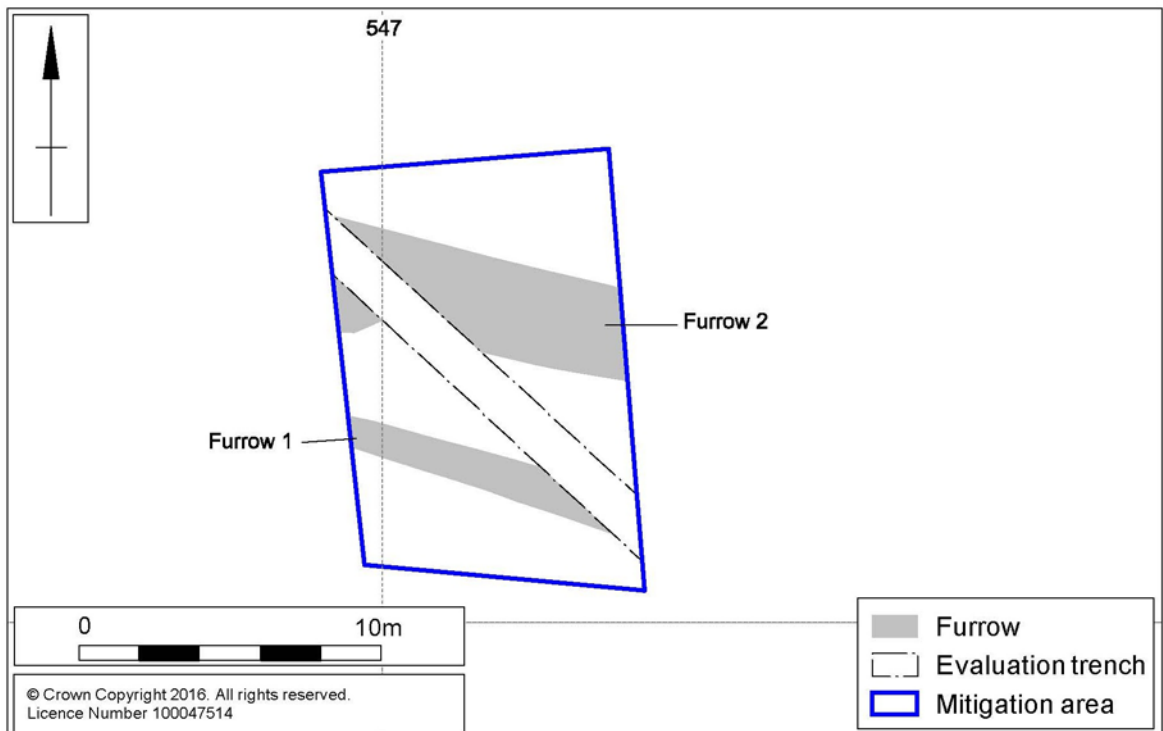 547
Furrow 2
Furrow 1
0 10m
© Crown Copyright 2016. All rights reserved.
Licence Number 100047514
Furrow
Evaluation trench
Mitigation area